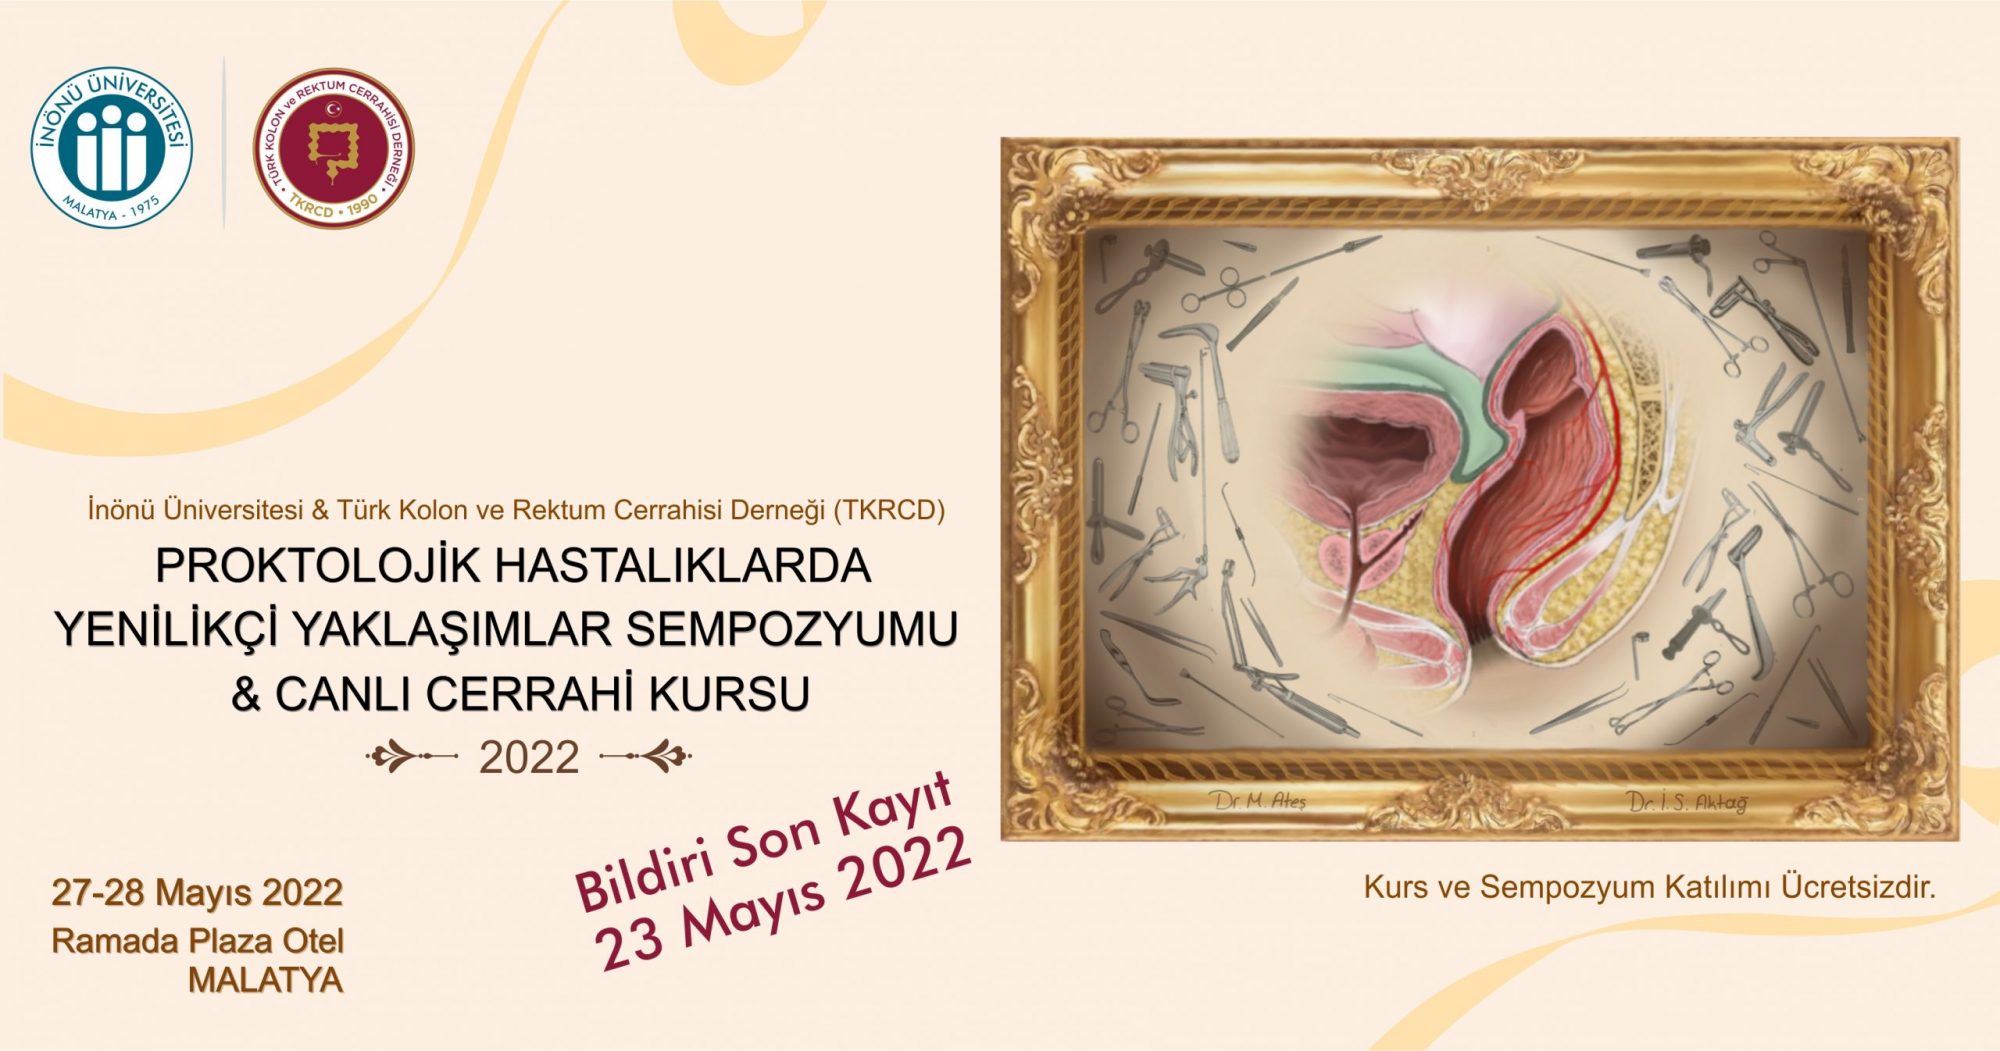 İNÖNÜ ÜNİVERSİTESİ
MALATYA - 1975
TÜRK KOLON ve REKTUM CERRAHİSİ DERNEĞİ
TKRCD • 1990
İnönü Üniversitesi & Türk Kolon ve Rektum Cerrahisi Derneği (TKRCD)
PROKTOLOJİK HASTALIKLARDA
YENİLİKÇİ YAKLAŞIMLAR SEMPOZYUMU
& CANLI CERRAHİ KURSU
2022
Bildiri Son Kayıt
23 Mayıs 2022
27-28 Mayıs 2022
Ramada Plaza Otel
MALATYA
Dr. M. Ateş
Dr. İ. S. Aktağ
Kurs ve Sempozyum Katılımı Ücretsizdir.